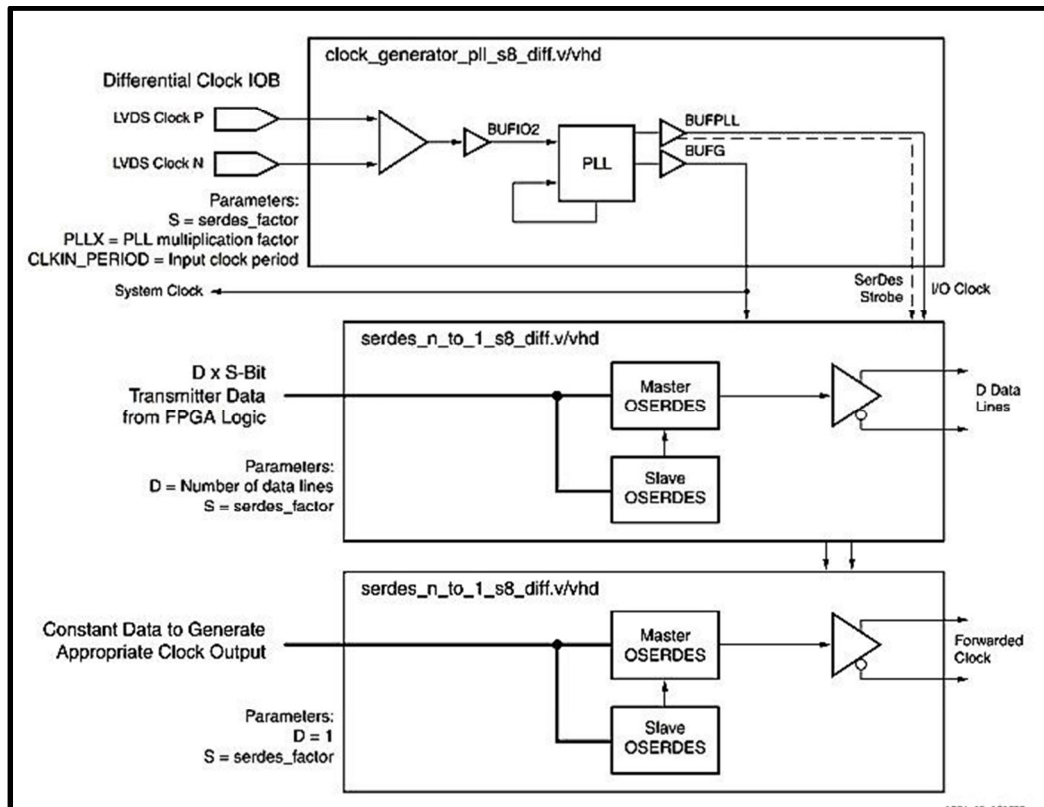 clock_generator_pll_s8_diff.v/vhd
Differential Clock IOB
LVDS Clock P
LVDS Clock N
BUFIO2
PLL
BUFPLL
BUFG
Parameters:
S = serdes_factor
PLLX = PLL multiplication factor
CLKIN_PERIOD = Input clock period
System Clock
SerDes
Strobe
I/O Clock
serdes_n_to_1_s8_diff.v/vhd
D x S-Bit
Transmitter Data
from FPGA Logic
Master
OSERDES
Slave
OSERDES
D Data
Lines
Parameters:
D = Number of data lines
S = serdes_factor
serdes_n_to_1_s8_diff.v/vhd
Constant Data to Generate
Appropriate Clock Output
Master
OSERDES
Slave
OSERDES
Forwarded
Clock
Parameters:
D = 1
S = serdes_factor